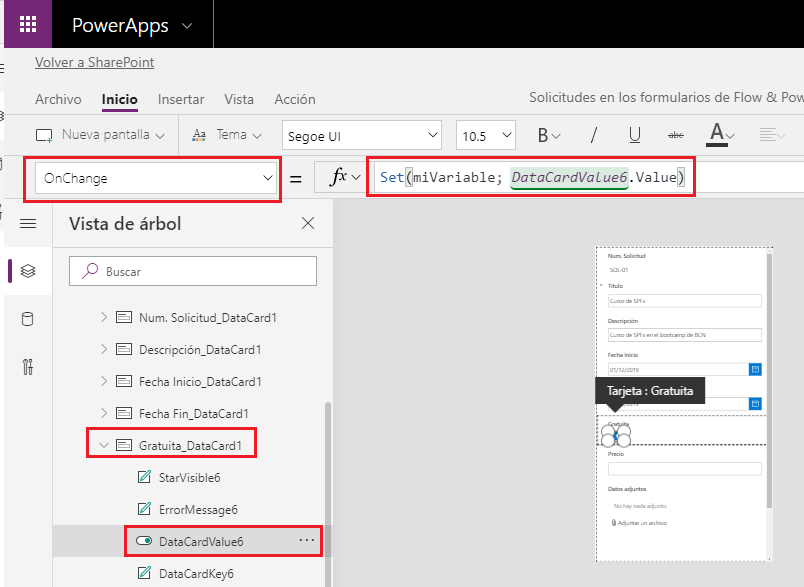 PowerApps
Volver a SharePoint
Archivo Inicio Insertar Vista Acción
Solicitudes en los formularios de Flow & Pow
Nueva pantalla Tema Segoe UI 10.5 B / U abc A
OnChange = fx Set(miVariable; DataCardValue6.Value)
Vista de árbol
Buscar
Num. Solicitud_DataCard1
Descripción_DataCard1
Fecha Inicio_DataCard1
Fecha Fin_DataCard1
Gratuita_DataCard1
StarVisible6
ErrorMessage6
DataCardValue6 ...
DataCardKey6
Num. Solicitud
SOL-01
* Título
Curso de SPFx
Descripción
Curso de SPFx en el bootcamp de BCN
Fecha Inicio
01/12/2019
Tarjeta : Gratuita
Gratuita
Precio
Datos adjuntos
No hay nada adjunto.
Adjuntar un archivo